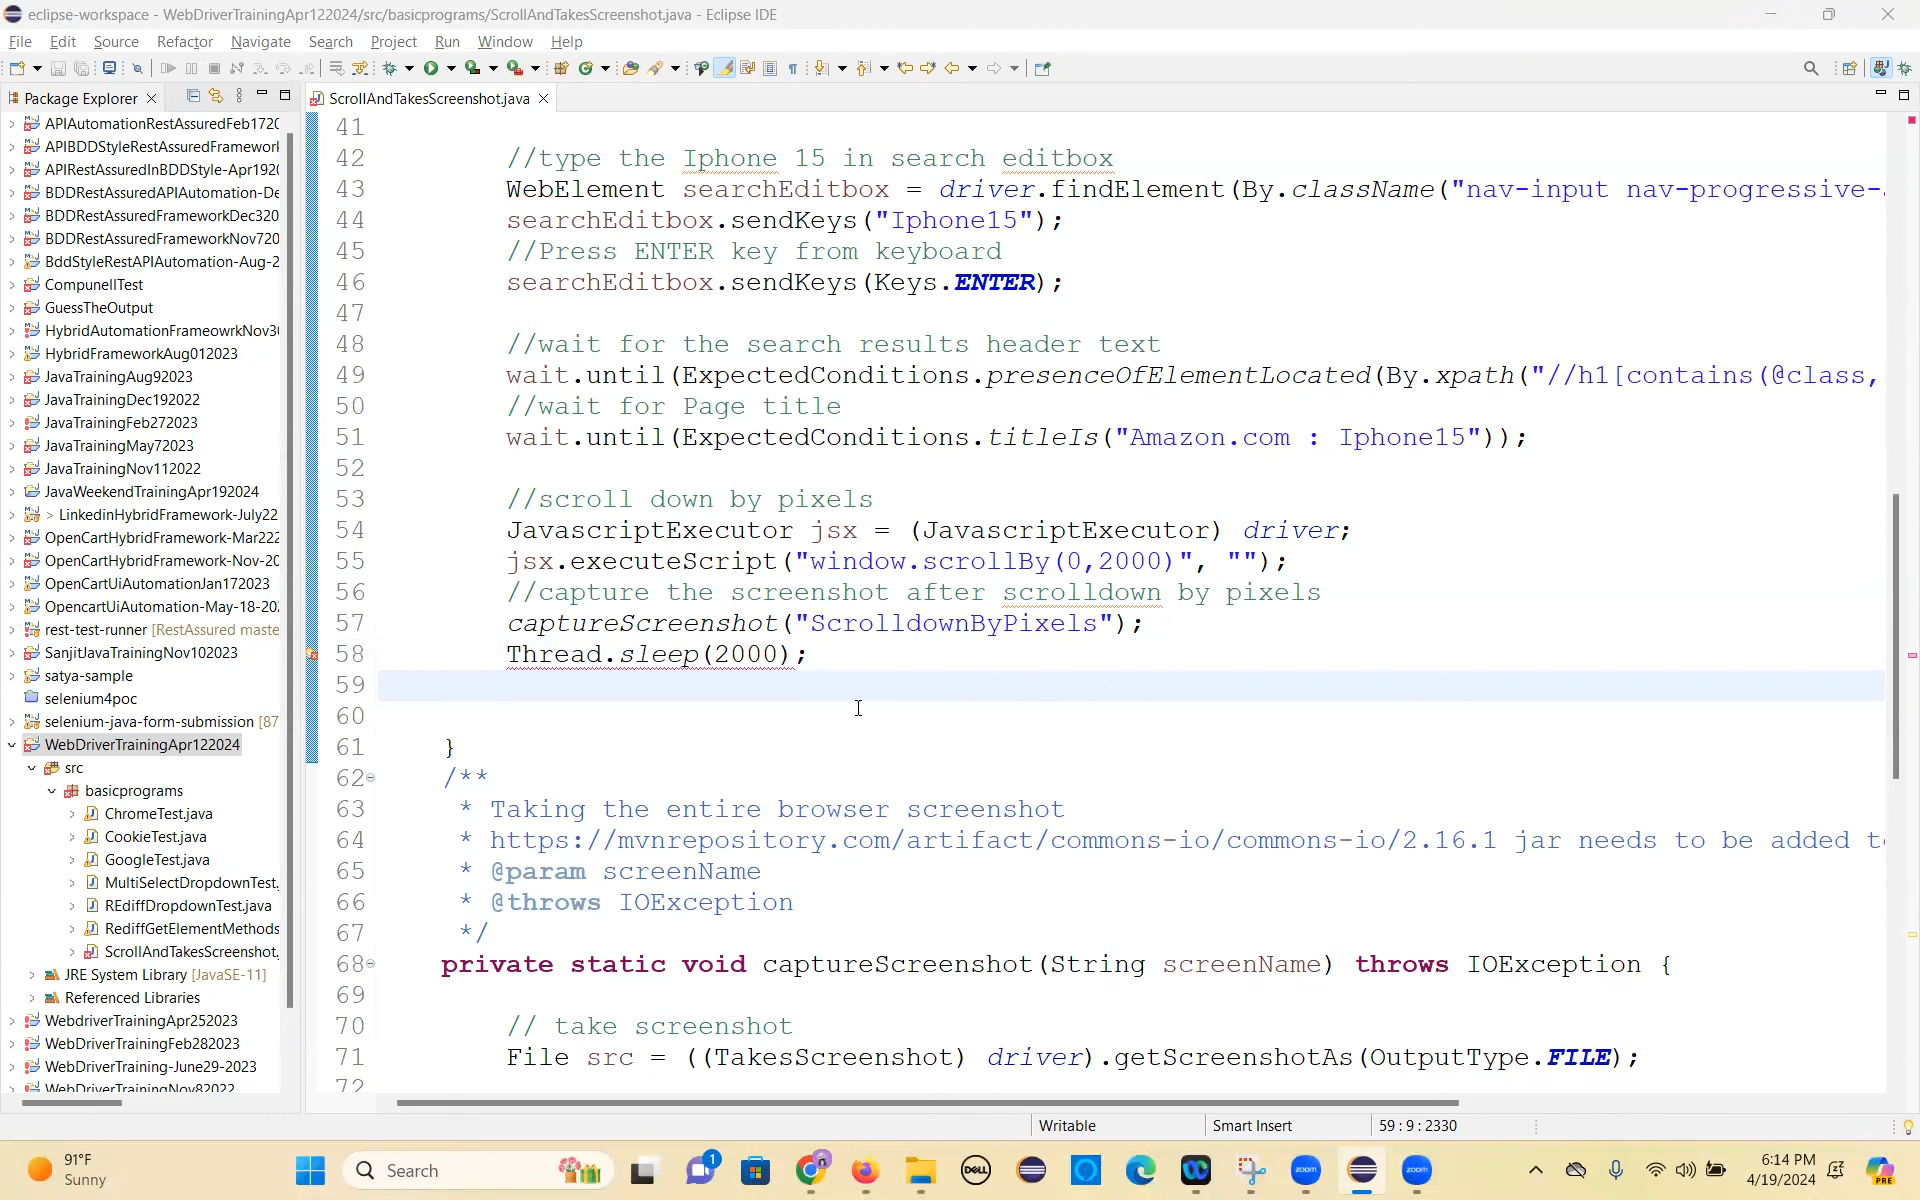 eclipse-workspace - WebDriverTrainingApr122024/src/basicprograms/ScrollAndTakesScreenshot.java - Eclipse IDE
File Edit Source Refactor Navigate Search Project Run Window Help
Package Explorer
ScrollAndTakesScreenshot.java
APIAutomationRestAssuredFeb1720
APIBDDStyleRestAssuredFramework
APIRestAssuredInBDDStyle-Apr192
BDDRestAssuredAPIAutomation-De
BDDRestAssuredFrameworkDec320
BDDRestAssuredFrameworkNov720
BddStyleRestAPIAutomation-Aug-2
CompunellTest
GuessTheOutput
HybridAutomationFrameowrkNov3
HybridFrameworkAug012023
JavaTrainingAug92023
JavaTrainingDec192022
JavaTrainingFeb272023
JavaTrainingMay72023
JavaTrainingNov112022
JavaWeekendTrainingApr192024
> LinkedinHybridFramework-July22
OpenCartHybridFramework-Mar222
OpenCartHybridFramework-Nov-20
OpenCartUiAutomationJan172023
OpencartUiAutomation-May-18-20
rest-test-runner [RestAssured maste
SanjitJavaTrainingNov102023
satya-sample
selenium4poc
selenium-java-form-submission [87
WebDriverTrainingApr122024
src
basicprograms
ChromeTest.java
CookieTest.java
GoogleTest.java
MultiSelectDropdownTest.
REdiffDropdownTest.java
RediffGetElementMethods
ScrollAndTakesScreenshot.
JRE System Library [JavaSE-11]
Referenced Libraries
WebdriverTrainingApr252023
WebDriverTrainingFeb282023
WebDriverTraining-June29-2023
WebDriverTrainingNov82022
41
42 //type the Iphone 15 in search editbox
43 WebElement searchEditbox = driver.findElement(By.className("nav-input nav-progressive-
44 searchEditbox.sendKeys("Iphone15");
45 //Press ENTER key from keyboard
46 searchEditbox.sendKeys(Keys.ENTER);
47
48 //wait for the search results header text
49 wait.until(ExpectedConditions.presenceOfElementLocated(By.xpath("//h1[contains(@class,
50 //wait for Page title
51 wait.until(ExpectedConditions.titleIs("Amazon.com : Iphone15"));
52
53 //scroll down by pixels
54 JavascriptExecutor jsx = (JavascriptExecutor) driver;
55 jsx.executeScript("window.scrollBy(0,2000)", "");
56 //capture the screenshot after scrolldown by pixels
57 captureScreenshot("ScrolldownByPixels");
58 Thread.sleep(2000);
59
60
61 }
62 /**
63 * Taking the entire browser screenshot
64 * https://mvnrepository.com/artifact/commons-io/commons-io/2.16.1 jar needs to be added t
65 * @param screenName
66 * @throws IOException
67 */
68 private static void captureScreenshot(String screenName) throws IOException {
69
70 // take screenshot
71 File src = ((TakesScreenshot) driver).getScreenshotAs(OutputType.FILE);
72
Writable Smart Insert 59 : 9 : 2330
91°F
Sunny
Search
1
DELL
zoom
zoom
6:14 PM
4/19/2024
PRE